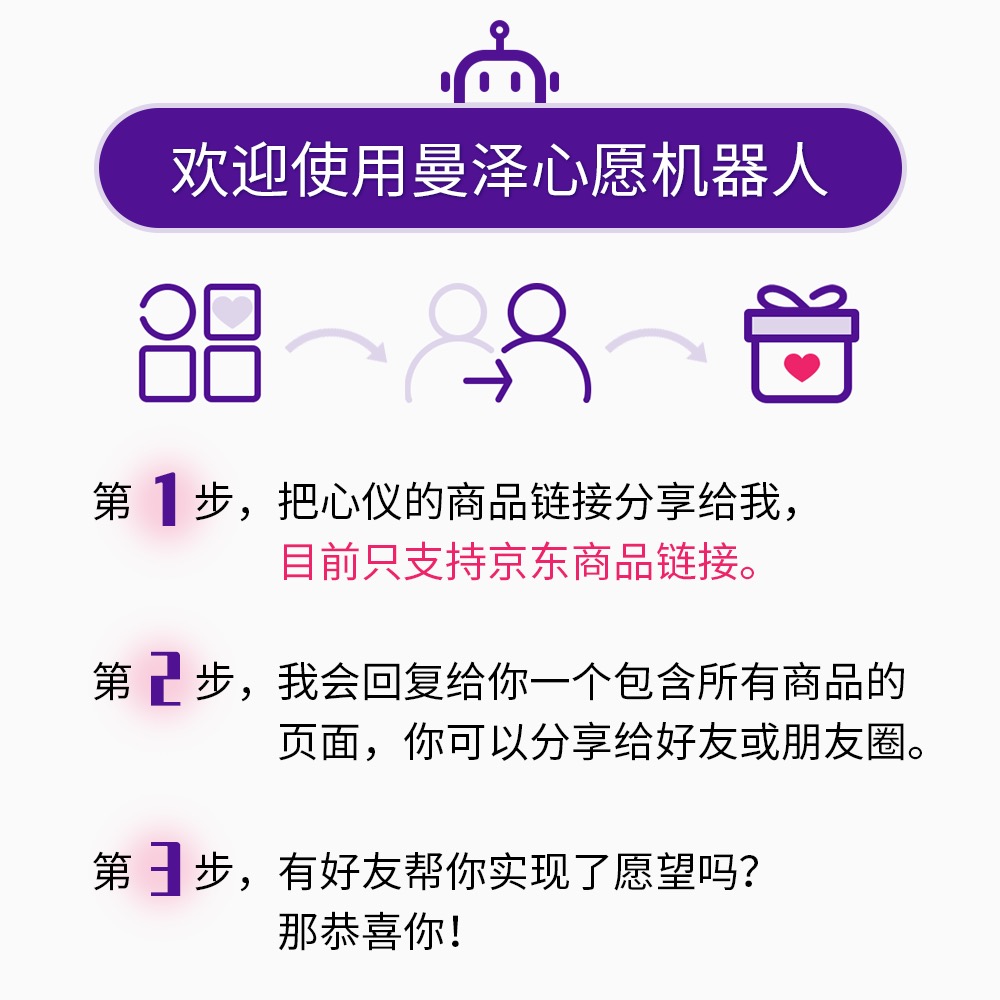 欢迎使用曼泽心愿机器人
第1步，把心仪的商品链接分享给我，
目前只支持京东商品链接。
第2步，我会回复给你一个包含所有商品的
页面，你可以分享给好友或朋友圈。
第3步，有好友帮你实现了愿望吗？
那恭喜你！